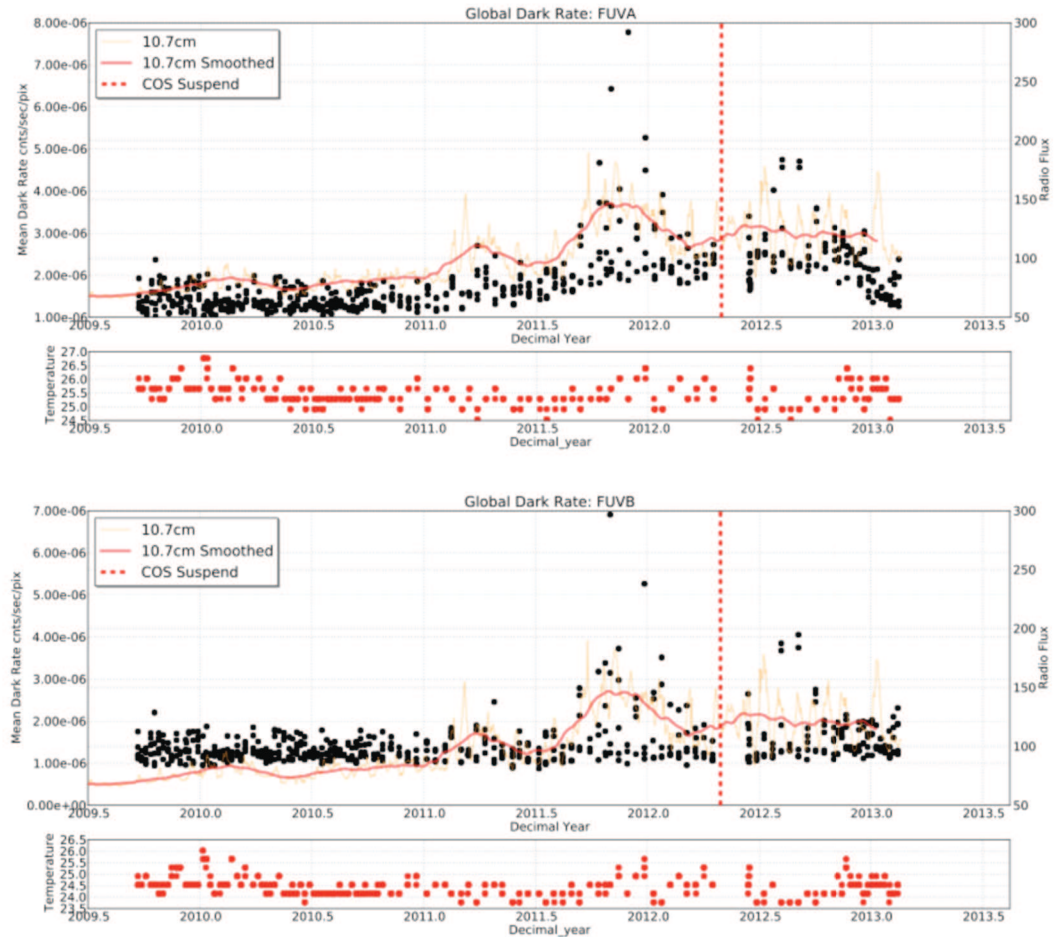 Global Dark Rate: FUVA
8.00e-06
7.00e-06
6.00e-06
5.00e-06
4.00e-06
3.00e-06
2.00e-06
1.00e-06
Mean Dark Rate cnts/sec/pix
10.7cm
10.7cm Smoothed
COS Suspend
300
250
200
150
100
50
Radio Flux
2009.5 2010.0 2010.5 2011.0 2011.5 2012.0 2012.5 2013.0 2013.5
Decimal Year
27.0
26.5
26.0
25.5
25.0
24.5
Temperature
2009.5 2010.0 2010.5 2011.0 2011.5 2012.0 2012.5 2013.0 2013.5
Decimal_year
Global Dark Rate: FUVB
7.00e-06
6.00e-06
5.00e-06
4.00e-06
3.00e-06
2.00e-06
1.00e-06
0.00e+00
Mean Dark Rate cnts/sec/pix
10.7cm
10.7cm Smoothed
COS Suspend
300
250
200
150
100
50
Radio Flux
2009.5 2010.0 2010.5 2011.0 2011.5 2012.0 2012.5 2013.0 2013.5
Decimal Year
26.5
26.0
25.5
25.0
24.5
24.0
23.5
Temperature
2009.5 2010.0 2010.5 2011.0 2011.5 2012.0 2012.5 2013.0 2013.5
Decimal_year